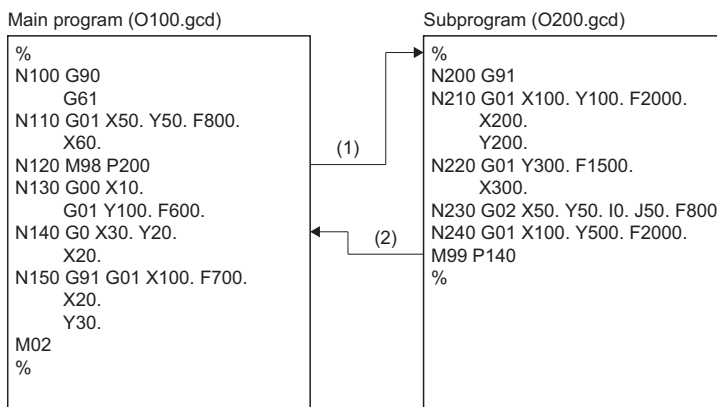 Main program (O100.gcd)
%
N100 G90
G61
N110 G01 X50. Y50. F800.
X60.
N120 M98 P200
N130 G00 X10.
G01 Y100. F600.
N140 G0 X30. Y20.
X20.
N150 G91 G01 X100. F700.
X20.
Y30.
M02
%
(1)
(2)
Subprogram (O200.gcd)
%
N200 G91
N210 G01 X100. Y100. F2000.
X200.
Y200.
N220 G01 Y300. F1500.
X300.
N230 G02 X50. Y50. I0. J50. F800
N240 G01 X100. Y500. F2000.
M99 P140
%